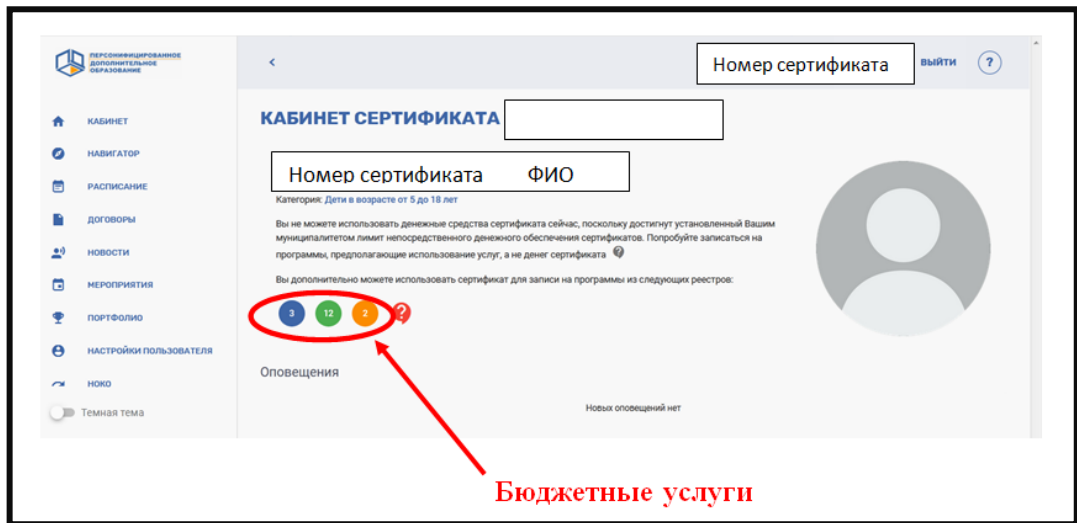 ПЕРСОНИФИЦИРОВАННОЕ
ДОПОЛНИТЕЛЬНОЕ
ОБРАЗОВАНИЕ
Номер сертификата
ВЫЙТИ
?
КАБИНЕТ
НАВИГАТОР
РАСПИСАНИЕ
ДОГОВОРЫ
НОВОСТИ
МЕРОПРИЯТИЯ
ПОРТФОЛИО
НАСТРОЙКИ ПОЛЬЗОВАТЕЛЯ
НОКО
Темная тема
КАБИНЕТ СЕРТИФИКАТА
Номер сертификата ФИО
Категория: Дети в возрасте от 5 до 18 лет
Вы не можете использовать денежные средства сертификата сейчас, поскольку достигнут установленный Вашим
муниципалитетом лимит непосредственного денежного обеспечения сертификатов. Попробуйте записаться на
программы, предполагающие использование услуг, а не денег сертификата ?
Вы дополнительно можете использовать сертификат для записи на программы из следующих реестров:
3 12 2 ?
Оповещения
Новых оповещений нет
Бюджетные услуги